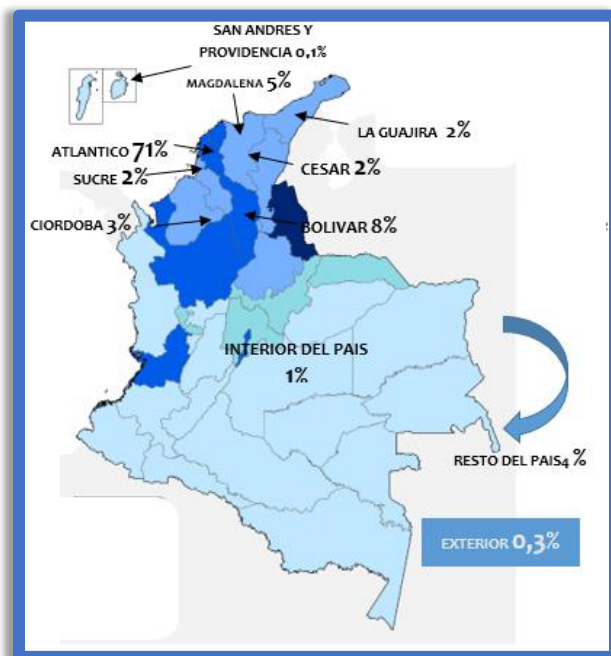 SAN ANDRES Y
PROVIDENCIA 0,1%
MAGDALENA 5%
LA GUAJIRA 2%
ATLANTICO 71%
CESAR 2%
SUCRE 2%
CIORDOBA 3%
BOLIVAR 8%
INTERIOR DEL PAIS
1%
RESTO DEL PAIS4 %
EXTERIOR 0,3%